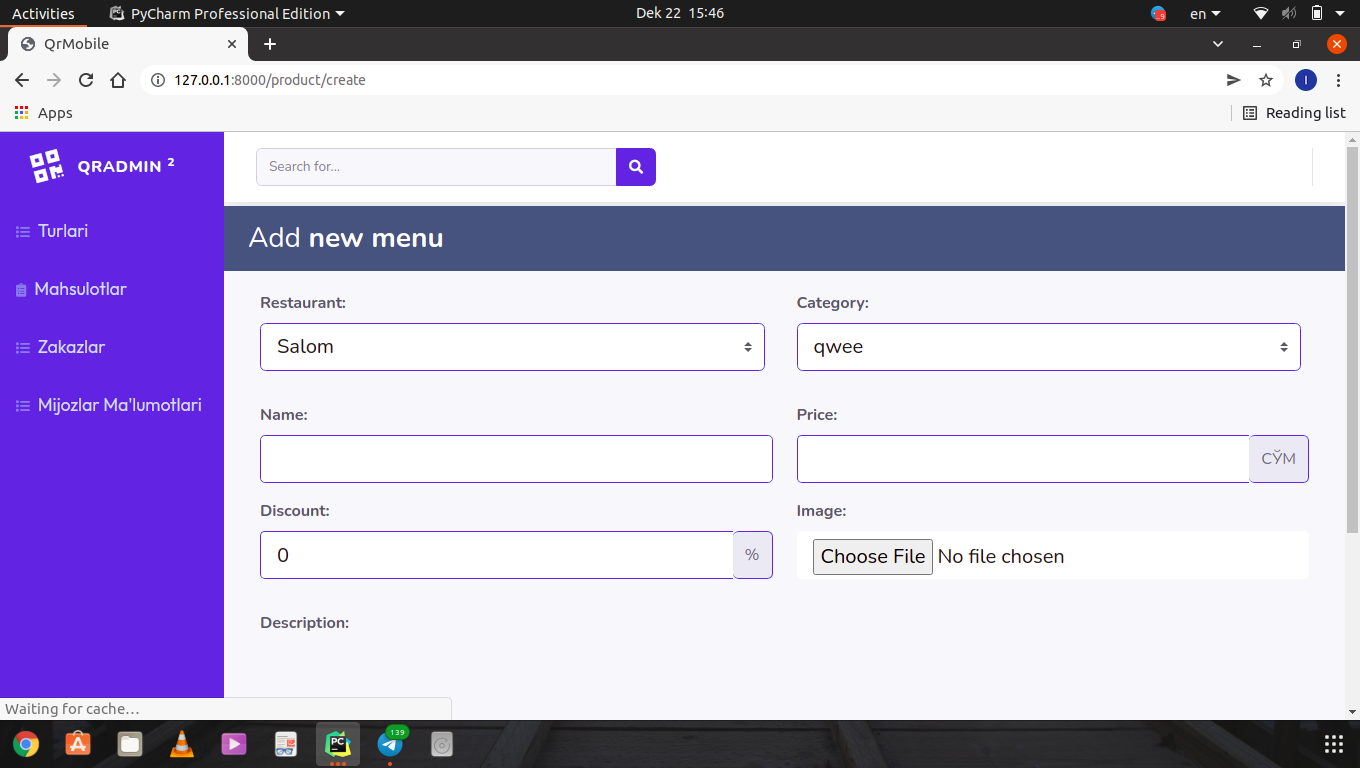 Activities
PyCharm Professional Edition
Dek 22 15:46
en
QrMobile
127.0.0.1:8000/product/create
I
Apps
Reading list
QRADMIN 2
Search for...
Turlari
Add new menu
Mahsulotlar
Restaurant:
Category:
Zakazlar
Salom
qwee
Mijozlar Ma'lumotlari
Name:
Price:
СЎМ
Discount:
Image:
0
%
Choose File No file chosen
Description:
Waiting for cache...
PC
139